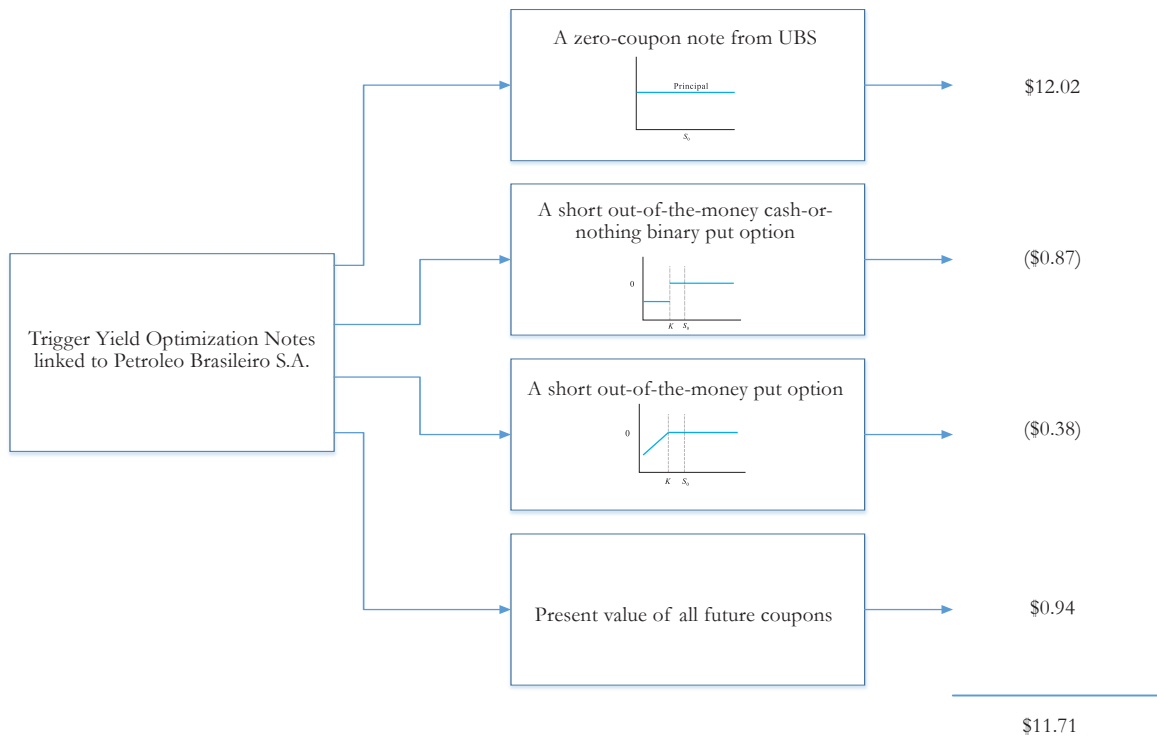 A zero-coupon note from UBS
Principal
S0
$12.02
A short out-of-the-money cash-or-
nothing binary put option
0
K S0
($0.87)
Trigger Yield Optimization Notes
linked to Petroleo Brasileiro S.A.
A short out-of-the-money put option
0
K S0
($0.38)
Present value of all future coupons
$0.94
$11.71